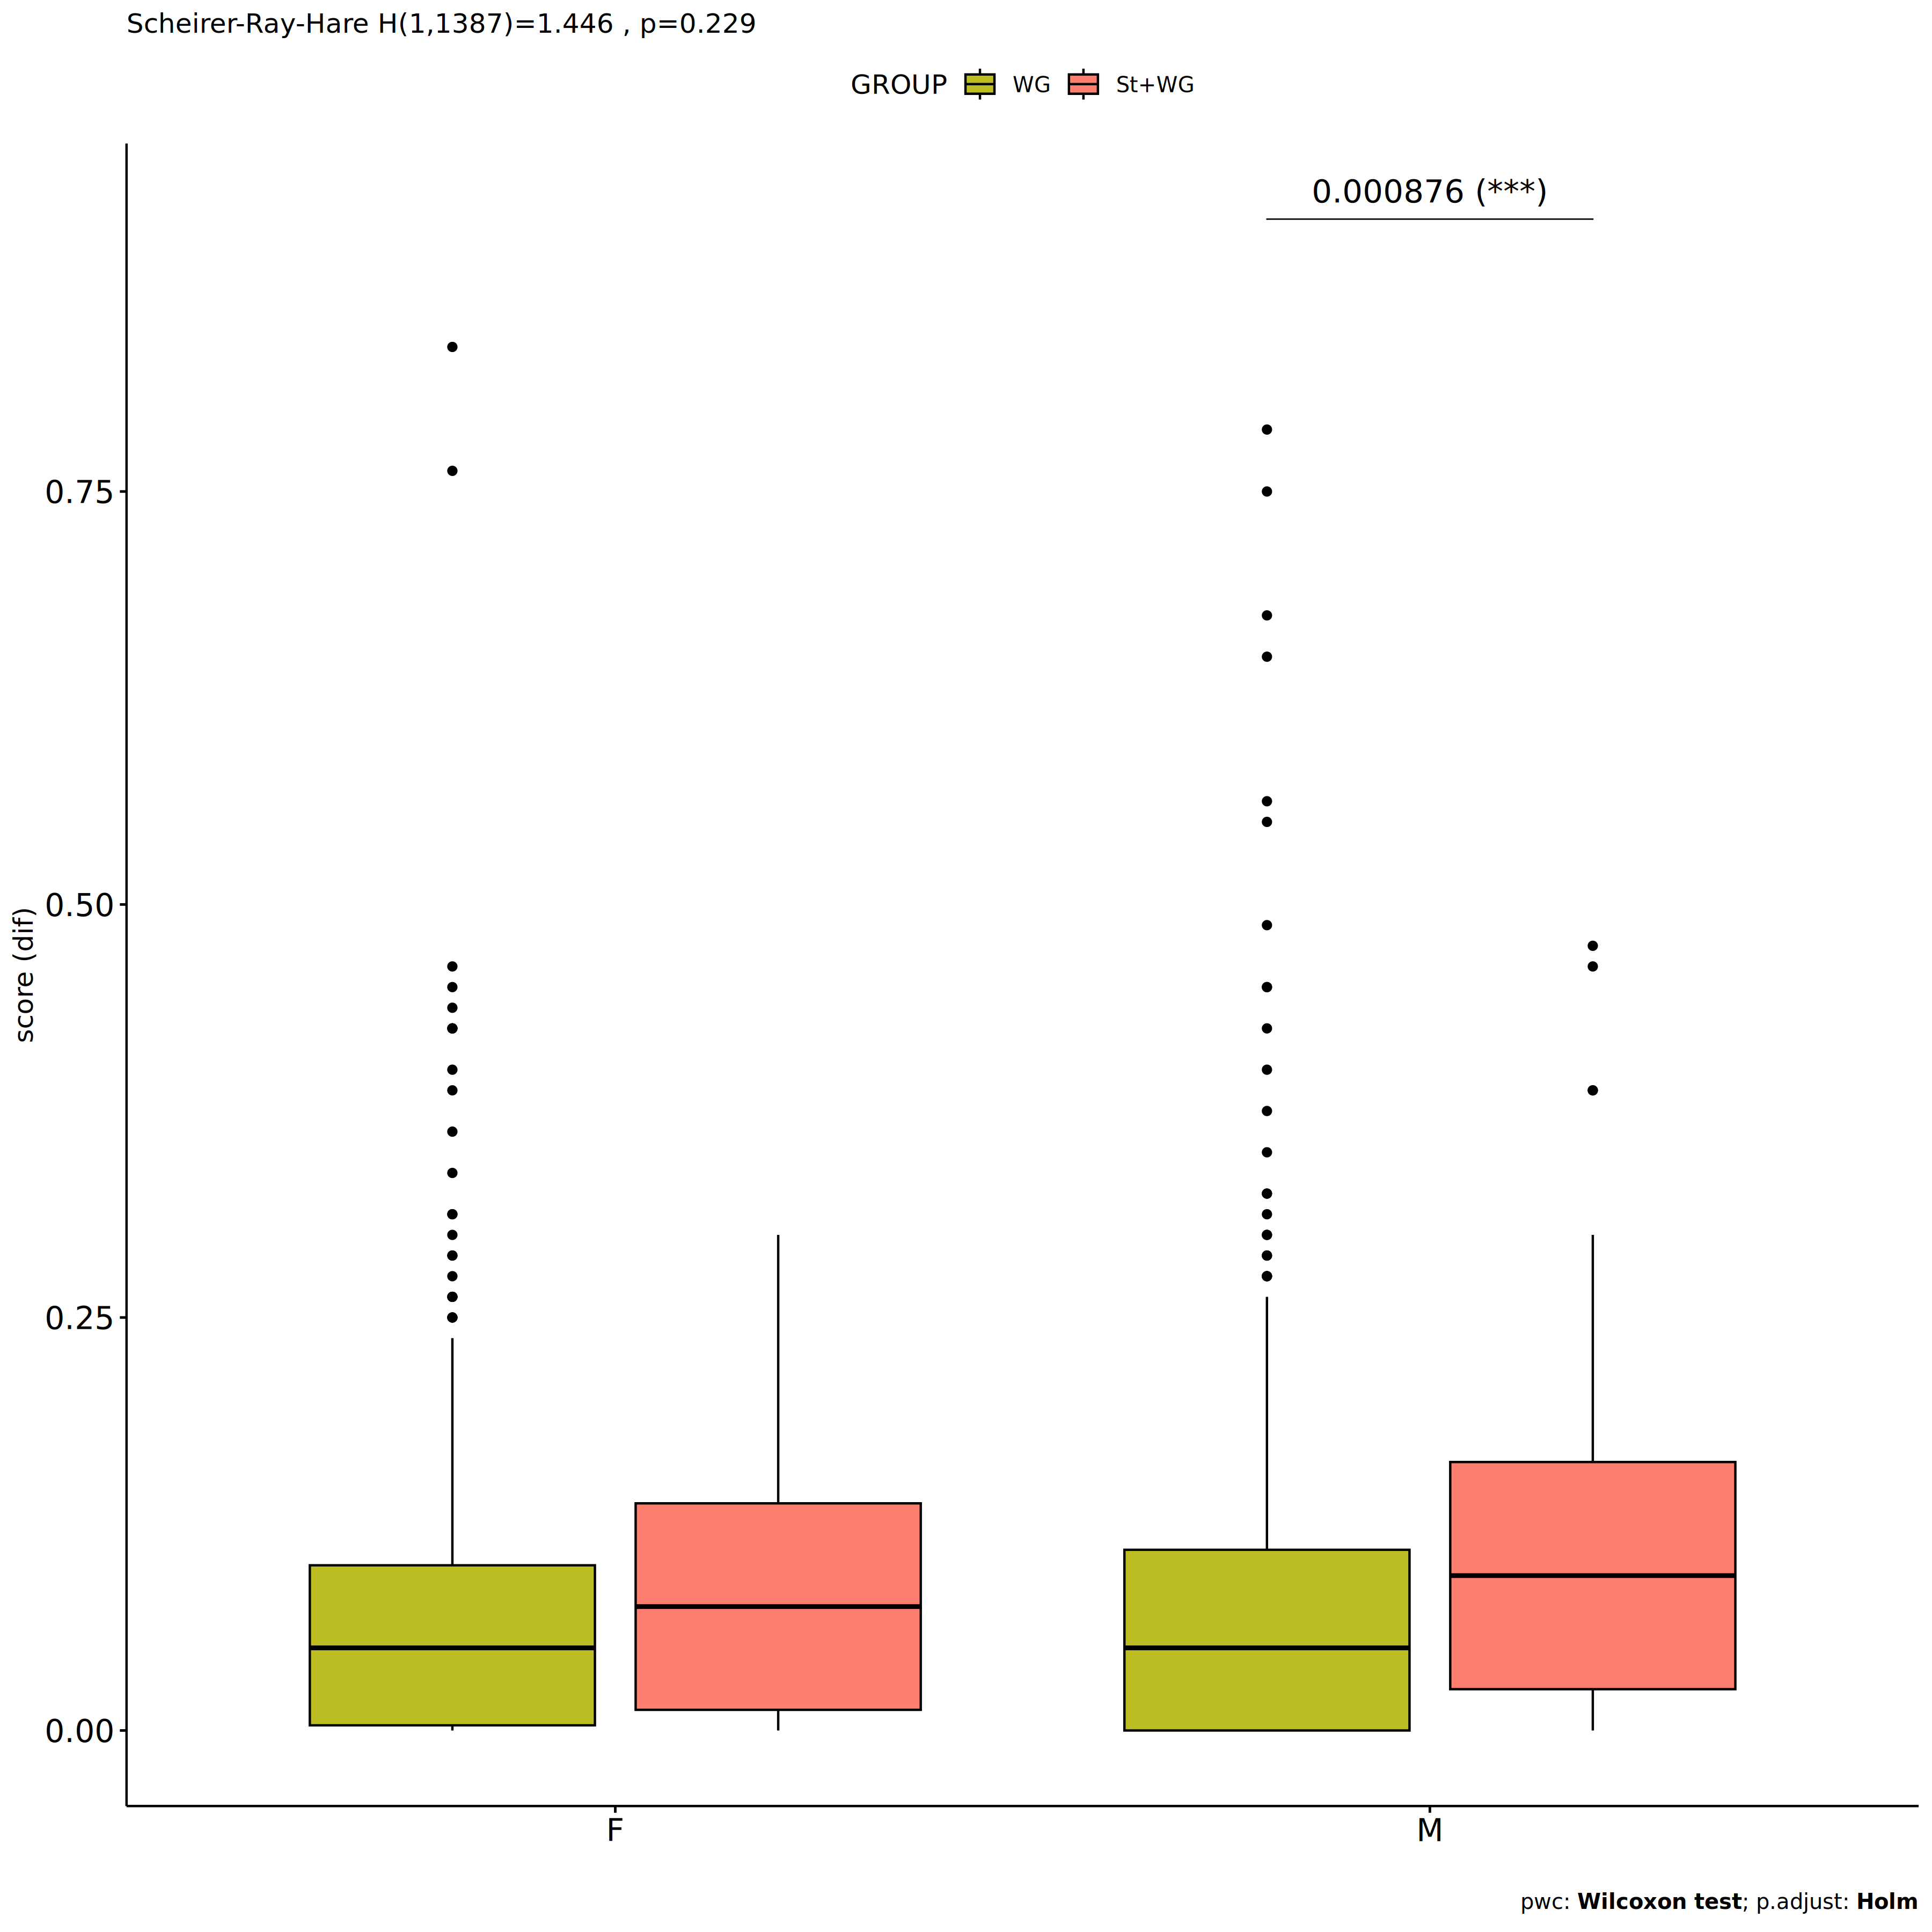 Scheirer-Ray-Hare H(1,1387)=1.446 , p=0.229
GROUP WG St+WG
0.000876 (***)
0.75
0.50
0.25
0.00
score (dif)
F M
pwc: Wilcoxon test; p.adjust: Holm